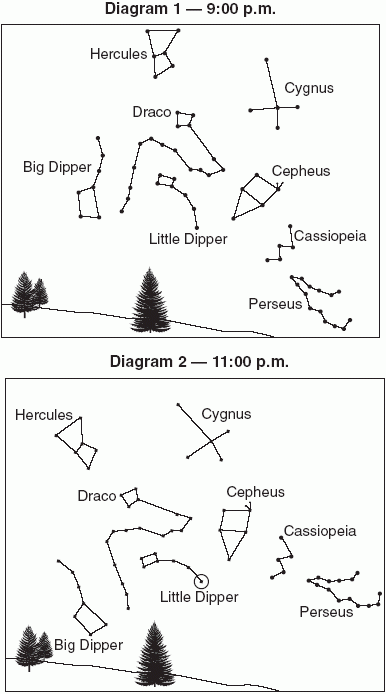 Diagram 1 — 9:00 p.m.
Hercules
Cygnus
Draco
Big Dipper
Cepheus
Little Dipper
Cassiopeia
Perseus
Diagram 2 — 11:00 p.m.
Hercules
Cygnus
Draco
Cepheus
Cassiopeia
Little Dipper
Perseus
Big Dipper